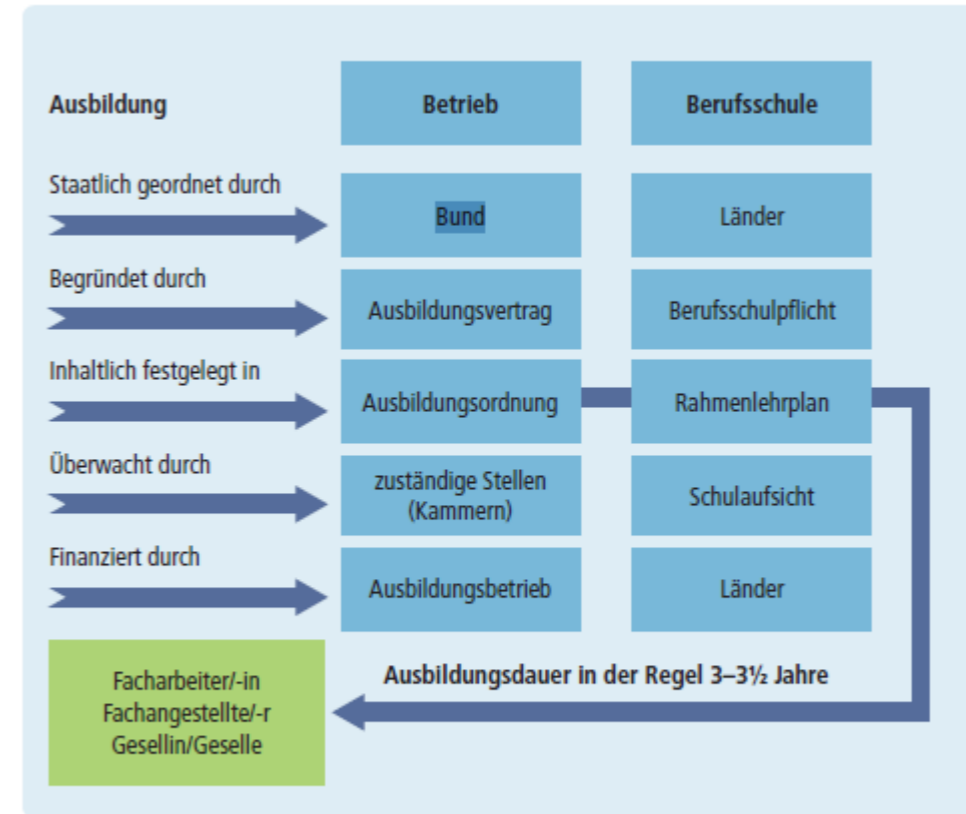 Ausbildung
Betrieb
Berufsschule
Staatlich geordnet durch
Bund
Länder
Begründet durch
Ausbildungsvertrag
Berufsschulpflicht
Inhaltlich festgelegt in
Ausbildungsordnung
Rahmenlehrplan
Überwacht durch
zuständige Stellen
(Kammern)
Schulaufsicht
Finanziert durch
Ausbildungsbetrieb
Länder
Facharbeiter/-in
Fachangestellte/-r
Gesellin/Geselle
Ausbildungsdauer in der Regel 3–3½ Jahre